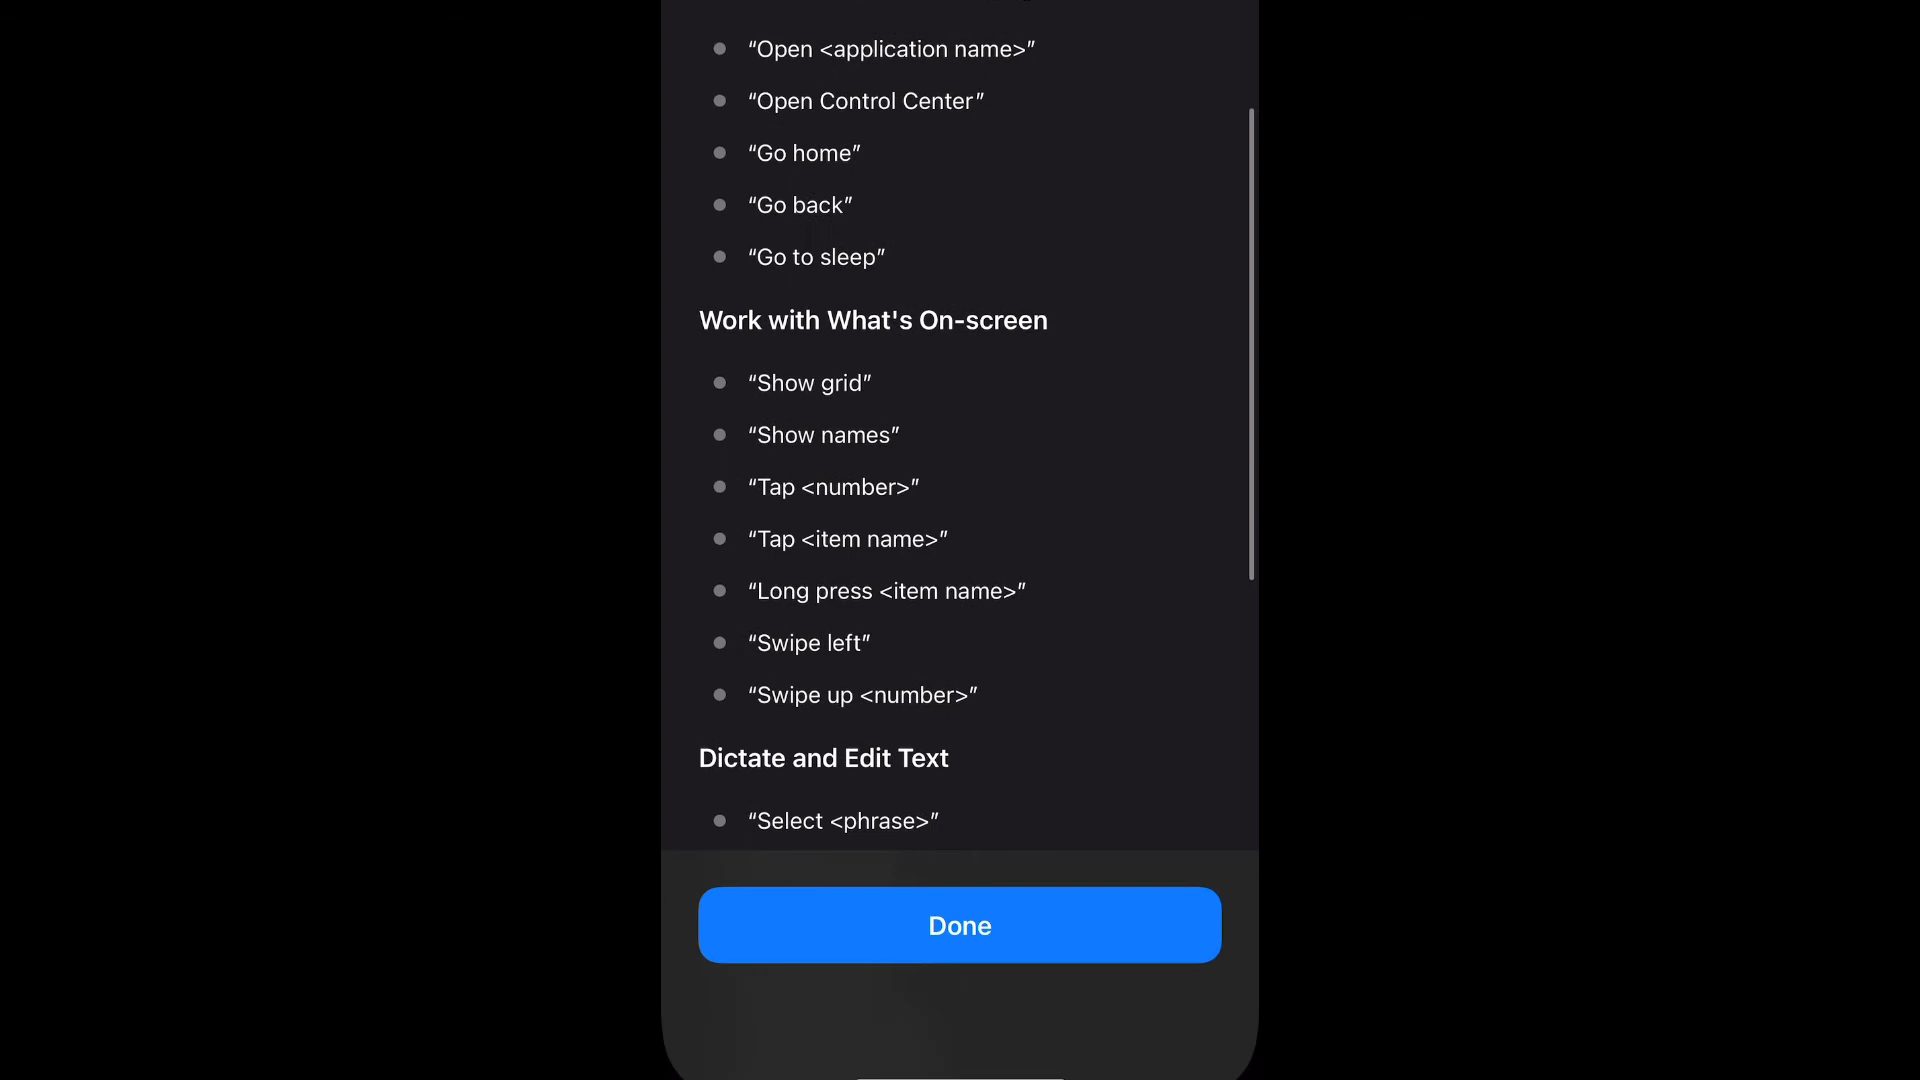 “Open <application name>”
“Open Control Center”
“Go home”
“Go back”
“Go to sleep”
Work with What's On-screen
“Show grid”
“Show names”
“Tap <number>”
“Tap <item name>”
“Long press <item name>”
“Swipe left”
“Swipe up <number>”
Dictate and Edit Text
“Select <phrase>”
Done